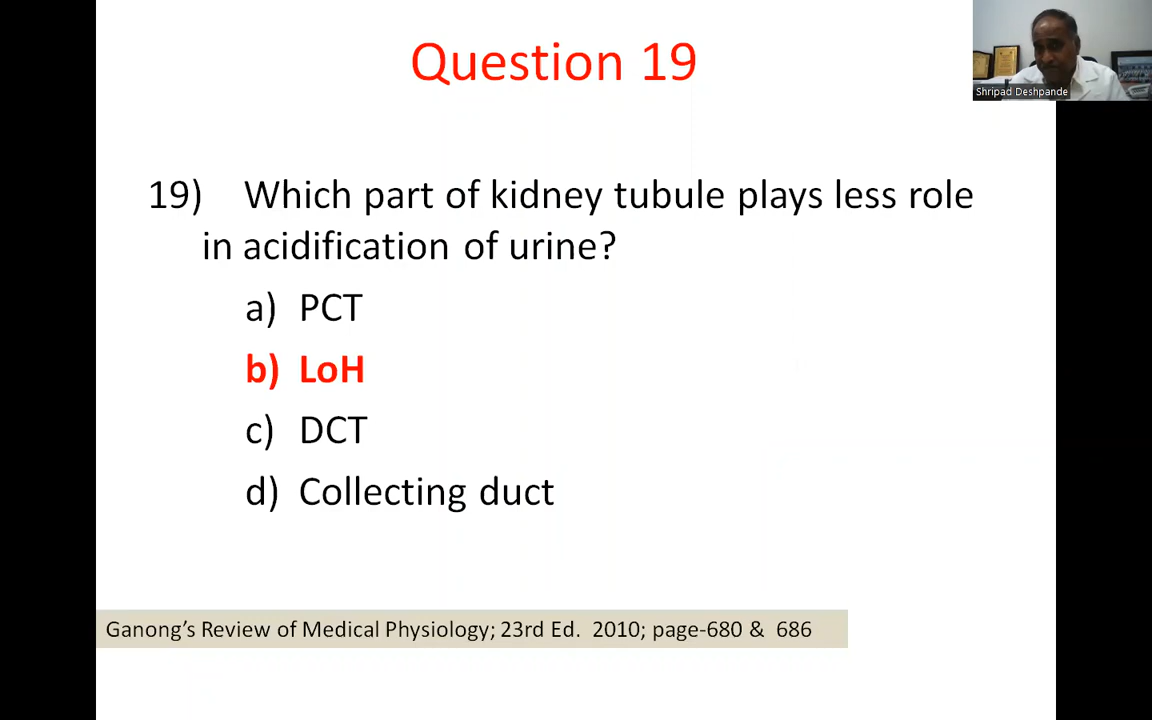 Question 19
Shripad Deshpande
19) Which part of kidney tubule plays less role
in acidification of urine?
a) PCT
b) LoH
c) DCT
d) Collecting duct
Ganong's Review of Medical Physiology; 23rd Ed. 2010; page-680 & 686